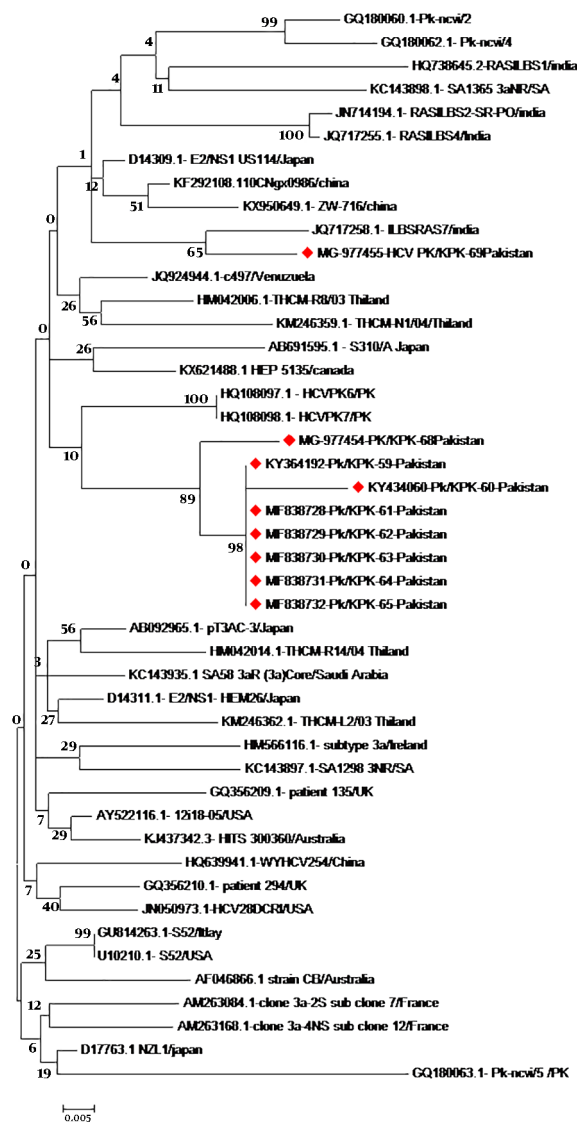 99
GQ180060.1-Pk-ncvi/2
4
GQ180062.1- Pk-ncvi/4
HQ738645.2-RASILBS1/india
4
11
KC143898.1- SA1365 3aNR/SA
JN714194.1- RASILBS2-SR-PO/india
100
JQ717255.1- RASILBS4/India
1
D14309.1- E2/NS1 US114/Japan
12
KF292108.110CNgx0986/china
51
KX950649.1- ZW-716/china
0
JQ717258.1- ILBSRAS7/india
65
MG-977455-HCV PK/KPK-69Pakistan
JQ924944.1-c497/Venuzuela
26
HM042006.1-THCM-R8/03 Thiland
56
KM246359.1- THCM-N1/04/Thiland
0
26
AB691595.1 - S310/A Japan
KX621488.1 HEP 5135/canada
HQ108097.1 - HCVPK6/PK
100
HQ108098.1- HCVPK7/PK
MG-977454-PK/KPK-68Pakistan
10
KY364192-Pk/KPK-59-Pakistan
89
KY434060-Pk/KPK-60-Pakistan
MF838728-Pk/KPK-61-Pakistan
MF838729-Pk/KPK-62-Pakistan
98
MF838730-Pk/KPK-63-Pakistan
0
MF838731-Pk/KPK-64-Pakistan
MF838732-Pk/KPK-65-Pakistan
56
AB092965.1- pT3AC-3/Japan
HM042014.1-THCM-R14/04 Thiland
3
KC143935.1 SA58 3aR (3a)Core/Saudi Arabia
D14311.1- E2/NS1- HEM26/Japan
27
KM246362.1- THCM-L2/03 Thiland
0
29
HM566116.1- subtype 3a/Ireland
KC143897.1-SA1298 3NR/SA
GQ356209.1- patient 135/UK
7
AY522116.1- 12i18-05/USA
29
KJ437342.3- HITS 300360/Australia
HQ639941.1-WYHCV254/China
7
GQ356210.1- patient 294/UK
40
JN050973.1-HCV28DCRI/USA
99
GU814263.1-S52/Itlay
25
U10210.1- S52/USA
AF046866.1 strain CB/Australia
12
AM263084.1-clone 3a-2S sub clone 7/France
AM263168.1-clone 3a-4NS sub clone 12/France
6
D17763.1 NZL1/japan
19
GQ180063.1- Pk-ncvi/5 /PK
0.005